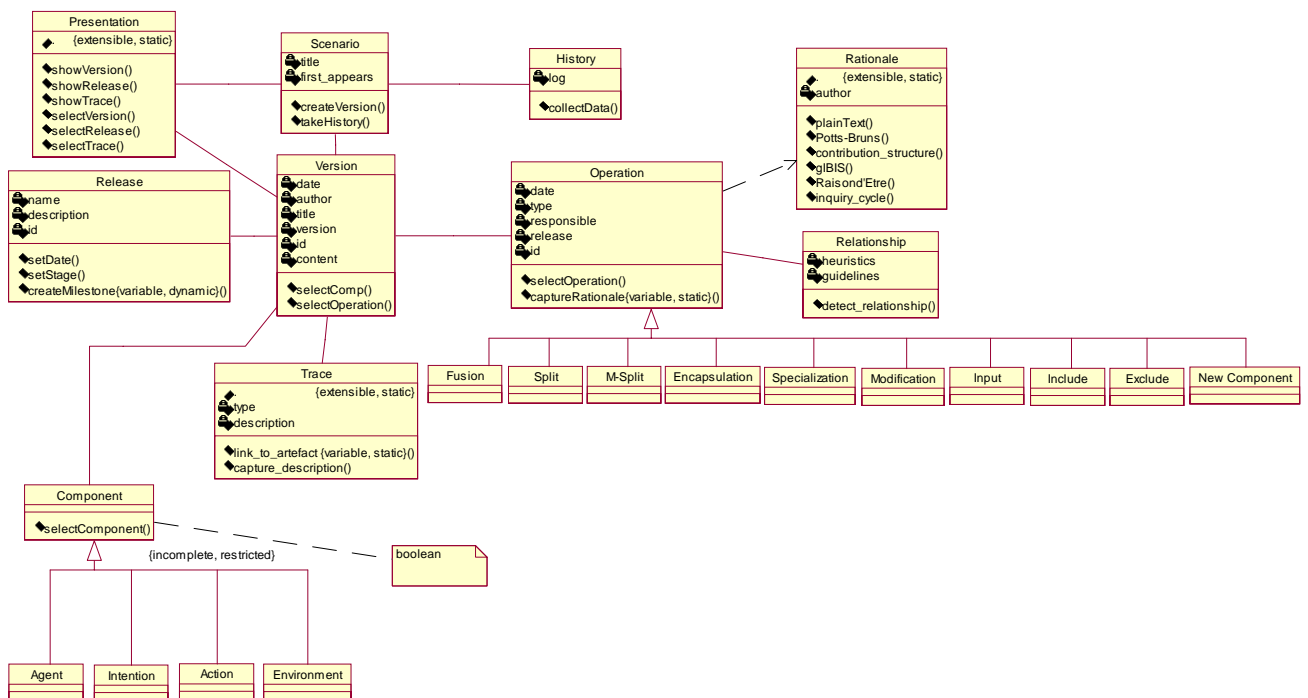 Presentation
. {extensible, static}
showVersion()
showRelease()
showTrace()
selectVersion()
selectRelease()
selectTrace()
Scenario
title
first_appears
createVersion()
takeHistory()
History
log
collectData()
Rationale
. {extensible, static}
author
plainText()
Potts-Bruns()
contribution_structure()
gIBIS()
Raisond'Etre()
inquiry_cycle()
Release
name
description
id
setDate()
setStage()
createMilestone{variable, dynamic}()
Version
date
author
title
version
id
content
selectComp()
selectOperation()
Operation
date
type
responsible
release
id
selectOperation()
captureRationale{variable, static}()
Relationship
heuristics
guidelines
detect_relationship()
Trace
. {extensible, static}
type
description
link_to_artefact {variable, static}()
capture_description()
Fusion
Split
M-Split
Encapsulation
Specialization
Modification
Input
Include
Exclude
New Component
Component
selectComponent()
{incomplete, restricted}
boolean
Agent
Intention
Action
Environment